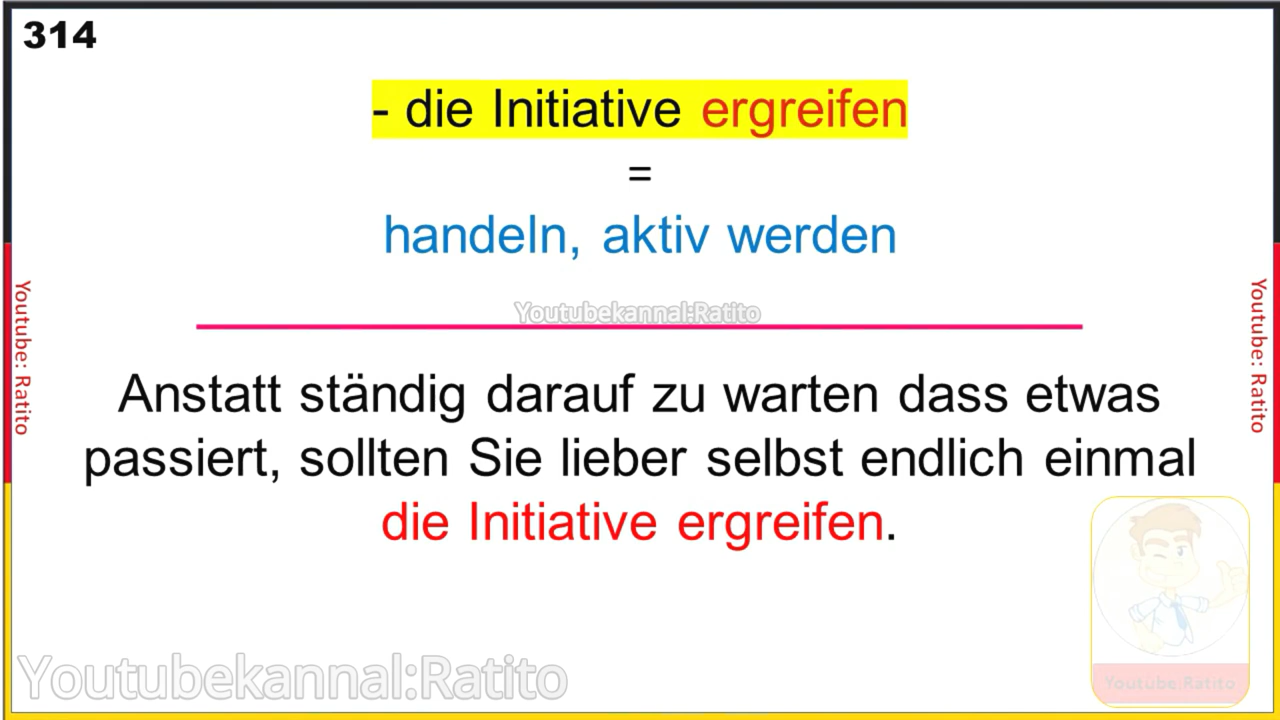 314
- die Initiative ergreifen
=
handeln, aktiv werden
Youtubekannal:Ratito
Youtube: Ratito
Youtube: Ratito
Anstatt ständig darauf zu warten dass etwas
passiert, sollten Sie lieber selbst endlich einmal
die Initiative ergreifen.
Youtubekannal:Ratito
Youtube:Ratito